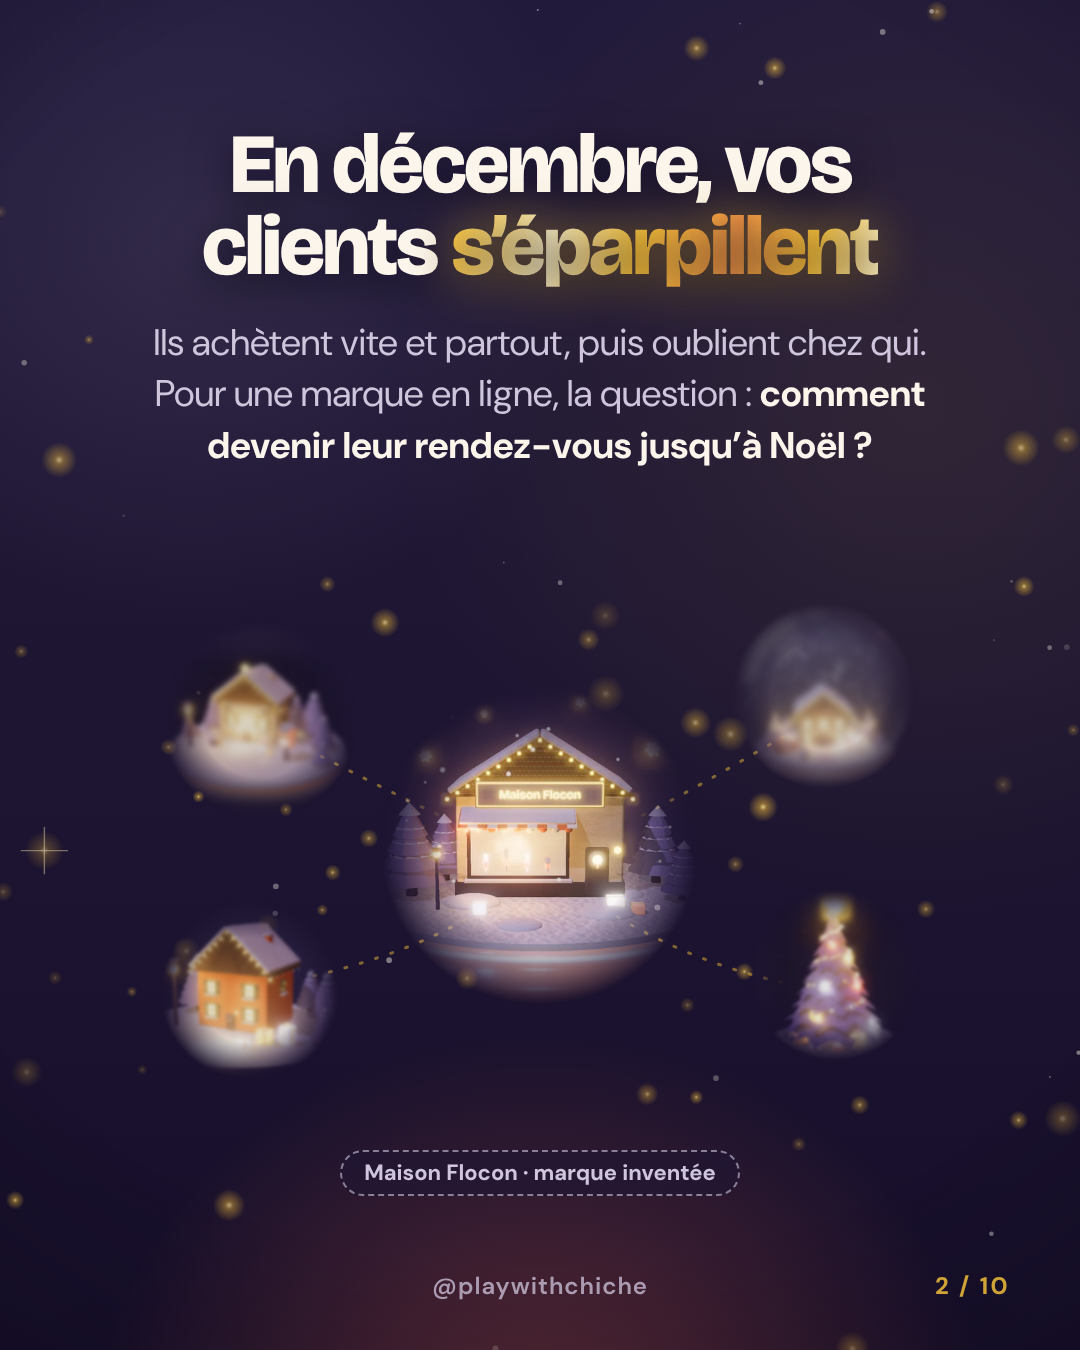 En décembre, vos
clients s’éparpillent
Ils achètent vite et partout, puis oublient chez qui.
Pour une marque en ligne, la question : comment
devenir leur rendez-vous jusqu’à Noël ?
Maison Flocon
Maison Flocon · marque inventée
@playwithchiche
2 / 10